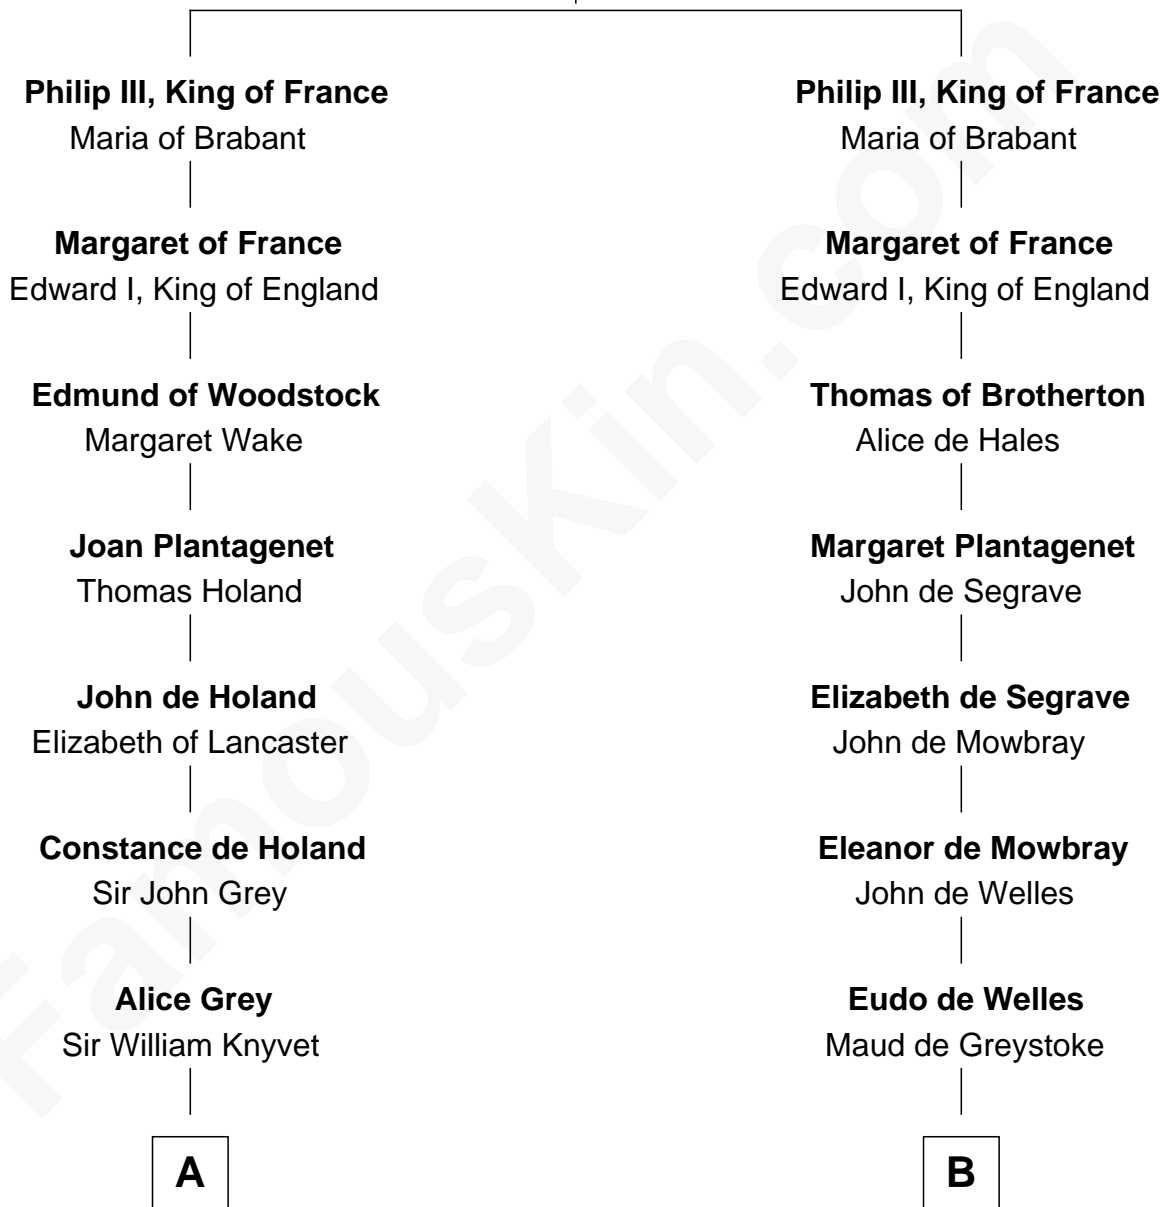 Philip III, King of France
Maria of Brabant
Margaret of France
Edward I, King of England
Edmund of Woodstock
Margaret Wake
Joan Plantagenet
Thomas Holand
John de Holand
Elizabeth of Lancaster
Constance de Holand
Sir John Grey
Alice Grey
Sir William Knyvet
A
Philip III, King of France
Maria of Brabant
Margaret of France
Edward I, King of England
Thomas of Brotherton
Alice de Hales
Margaret Plantagenet
John de Segrave
Elizabeth de Segrave
John de Mowbray
Eleanor de Mowbray
John de Welles
Eudo de Welles
Maud de Greystoke
B
FamousKin.com